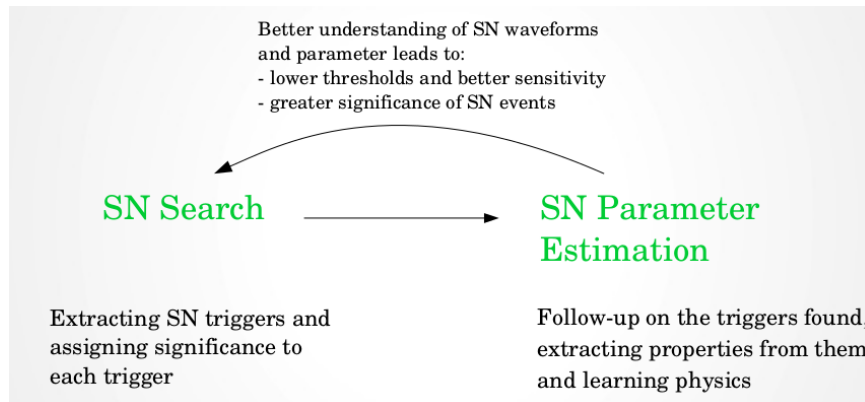 Better understanding of SN waveforms
and parameter leads to:
- lower thresholds and better sensitivity
- greater significance of SN events
SN Search
SN Parameter
Estimation
Extracting SN triggers and
assigning significance to
each trigger
Follow-up on the triggers found,
extracting properties from them
and learning physics